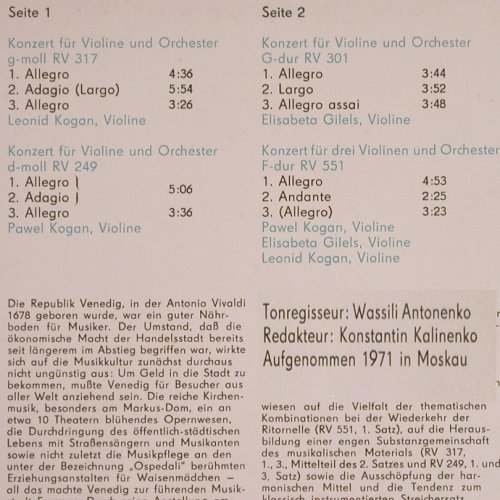 Seite 1
Konzert für Violine und Orchester
g-moll RV 317
1. Allegro 4:36
2. Adagio (Largo) 5:54
3. Allegro 3:26
Leonid Kogan, Violine
Konzert für Violine und Orchester
d-moll RV 249
1. Allegro
2. Adagio 5:06
3. Allegro 3:36
Pawel Kogan, Violine
Die Republik Venedig, in der Antonio Vivaldi
1678 geboren wurde, war ein guter Nähr-
boden für Musiker. Der Umstand, daß die
ökonomische Macht der Handelsstadt bereits
seit längerem im Abstieg begriffen war, wirkte
sich auf die Musikkultur zunächst durchaus
nicht ungünstig aus: Um Geld in die Stadt zu
bekommen, mußte Venedig für Besucher aus
aller Welt anziehend sein. Die reiche Kirchen-
musik, besonders am Markus-Dom, ein an
etwa 10 Theatern blühendes Opernwesen,
die Durchdringung des öffentlich-städtischen
Lebens mit Straßensängern und Musikanten
sowie nicht zuletzt die Musikpflege an den
unter der Bezeichnung „Ospedali" berühmten
Erziehungsanstalten für Waisenmädchen —
all das machte Venedig zur führenden Musik-
Seite 2
Konzert für Violine und Orchester
G-dur RV 301
1. Allegro 3:44
2. Largo 3:52
3. Allegro assai 3:48
Elisabeta Gilels, Violine
Konzert für drei Violinen und Orchester
F-dur RV 551
1. Allegro 4:53
2. Andante 2:25
3. (Allegro) 3:23
Pawel Kogan, Violine
Elisabeta Gilels, Violine
Leonid Kogan, Violine
Tonregisseur: Wassili Antonenko
Redakteur: Konstantin Kalinenko
Aufgenommen 1971 in Moskau
wiesen auf die Vielfalt der thematischen
Kombinationen bei der Wiederkehr der
Ritornelle (RV 551, 1. Satz), auf die Heraus-
bildung einer engen Substanzgemeinschaft
des musikalischen Materials (RV 317,
1., 3., Mittelteil des 2. Satzes und RV 249, 1. und
3. Satz) sowie die Ausschöpfung der har-
monischen Mittel und die Tendenz zum
klassisch instrumentierten Streichersatz